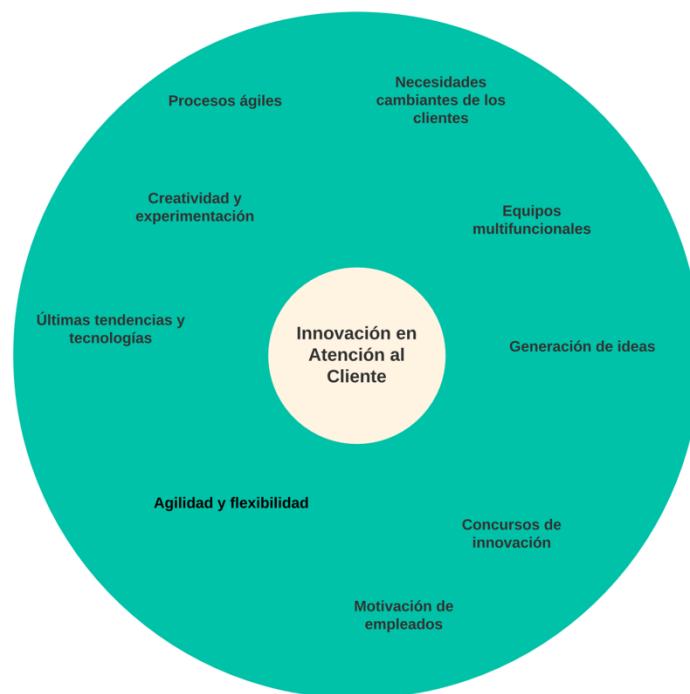 Necesidades
cambiantes de los
clientes
Procesos ágiles
Creatividad y
experimentación
Equipos
multifuncionales
Últimas tendencias y
tecnologías
Innovación en
Atención al
Cliente
Generación de ideas
Agilidad y flexibilidad
Concursos de
innovación
Motivación de
empleados